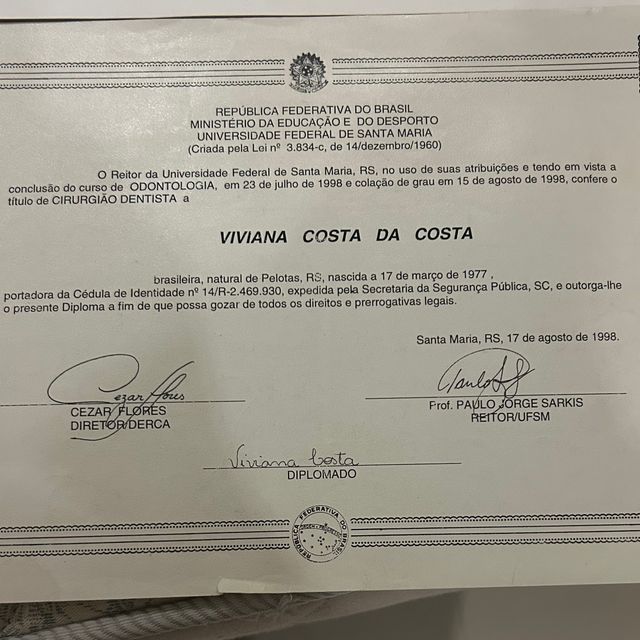 REPÚBLICA FEDERATIVA DO BRASIL
MINISTÉRIO DA EDUCAÇÃO E DO DESPORTO
UNIVERSIDADE FEDERAL DE SANTA MARIA
(Criada pela Lei nº 3.834-c, de 14/dezembro/1960)
O Reitor da Universidade Federal de Santa Maria, RS, no uso de suas atribuições e tendo em vista a
conclusão do curso de ODONTOLOGIA, em 23 de julho de 1998 e colação de grau em 15 de agosto de 1998, confere o
título de CIRURGIÃO DENTISTA a
VIVIANA COSTA DA COSTA
brasileira, natural de Pelotas, RS, nascida a 17 de março de 1977 ,
portadora da Cédula de Identidade nº 14/R-2.469.930, expedida pela Secretaria da Segurança Pública, SC, e outorga-lhe
o presente Diploma a fim de que possa gozar de todos os direitos e prerrogativas legais.
Santa Maria, RS, 17 de agosto de 1998.
Cezar Flores
CEZAR FLORES
DIRETOR/DERCA
Prof. PAULO JORGE SARKIS
REITOR/UFSM
Viviana Costa
DIPLOMADO
REPÚBLICA FEDERATIVA DO BRASIL